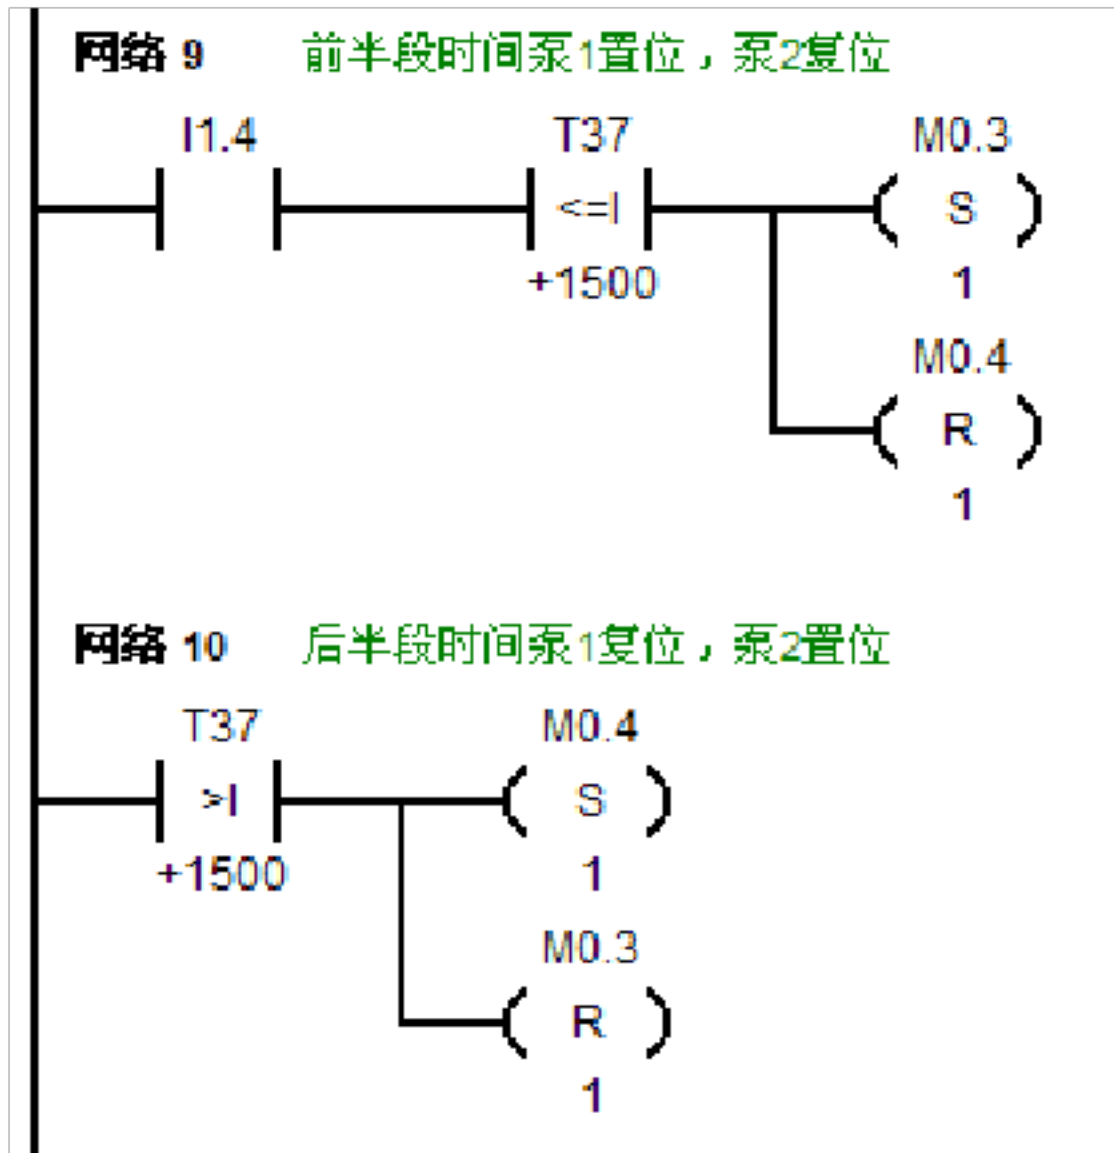 网络 9 前半段时间泵1置位，泵2复位
I1.4 T37 M0.3
<=I S
+1500 1
M0.4
R
1
网络 10 后半段时间泵1复位，泵2置位
T37 M0.4
>I S
+1500 1
M0.3
R
1